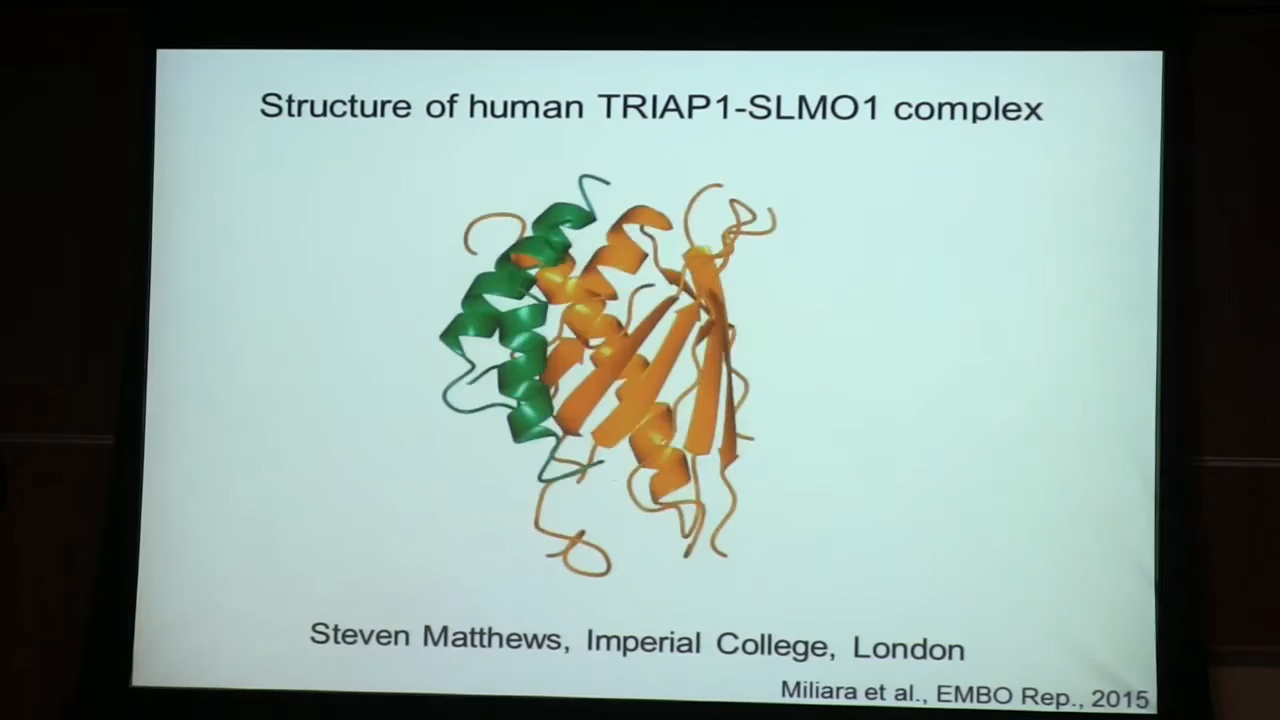 Structure of human TRIAP1-SLMO1 complex
Steven Matthews, Imperial College, London
Miliara et al., EMBO Rep., 2015